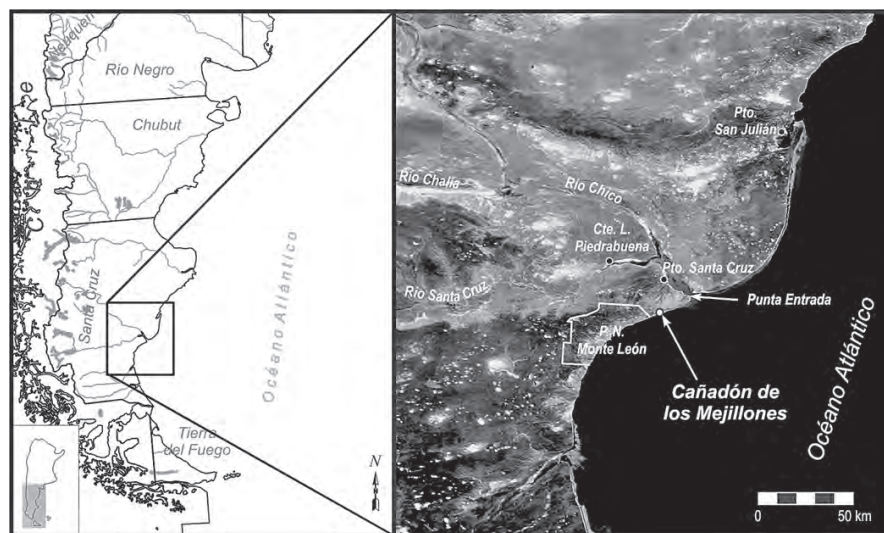 Neuquén
Río Negro
Chubut
Chile
Santa Cruz
Océano Atlántico
Tierra
del Fuego
N
Pto.
San Julián
Río Chalía
Río Chico
Cte. L.
Piedrabuena
Pto. Santa Cruz
Río Santa Cruz
Punta Entrada
P. N.
Monte León
Cañadón de
los Mejillones
Océano Atlántico
0 50 km